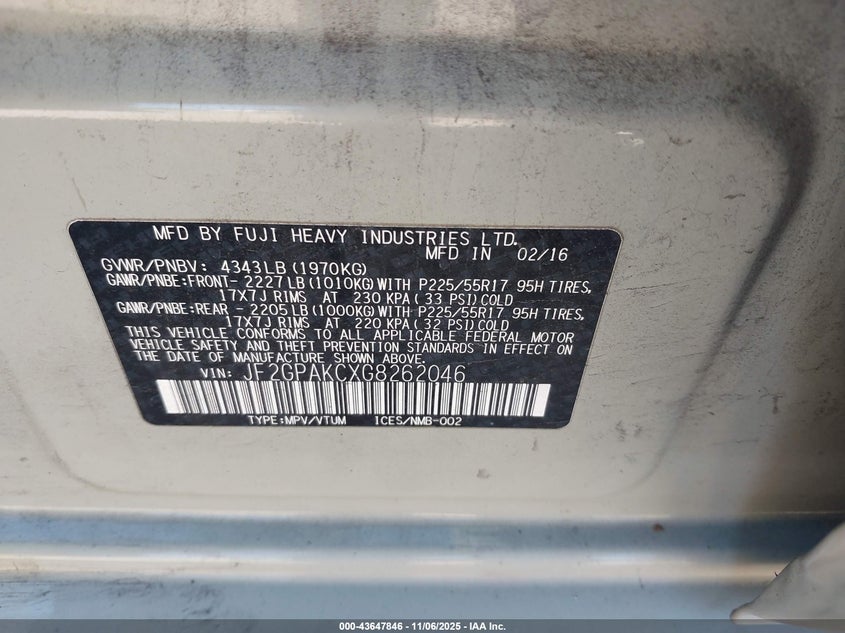 MFD BY FUJI HEAVY INDUSTRIES LTD.
MFD IN 02/16
GVWR/PNBV: 4343LB(1970KG)
GAWR/PNBE:FRONT- 2227LB(1010KG)WITH P225/55R17 95H TIRES,
17X7J RIMS AT 230 KPA(33 PSI)COLD
GAWR/PNBE:REAR - 2205LB(1000KG)WITH P225/55R17 95H TIRES,
17X7J RIMS AT 220 KPA(32 PSI)COLD
THIS VEHICLE CONFORMS TO ALL APPLICABLE FEDERAL MOTOR
VEHICLE SAFETY AND THEFT PREVENTION STANDARDS IN EFFECT ON
THE DATE OF MANUFACTURE SHOWN ABOVE.
VIN: JF2GPAKCXG8262046
TYPE:MPV/VTUM ICES/NMB-002
000-43647846 - 11/06/2025 - IAA Inc.